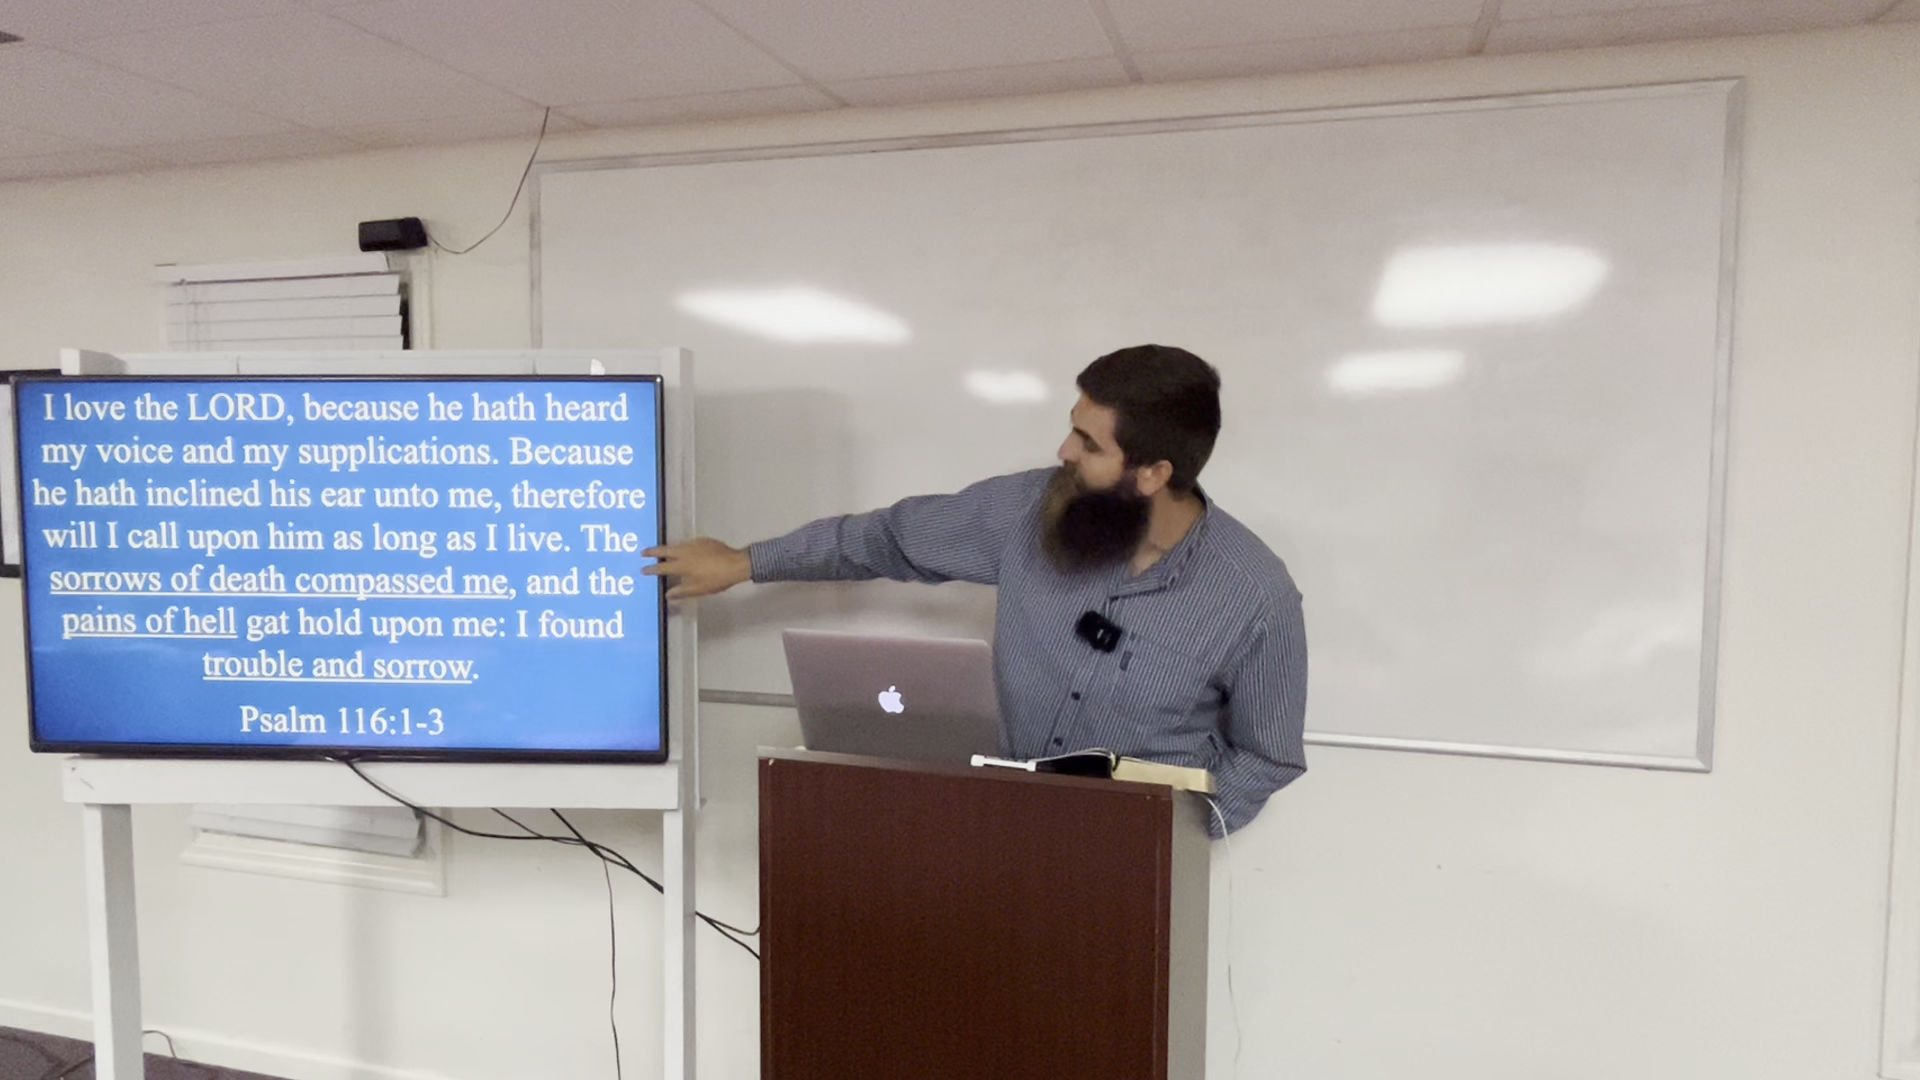 I love the LORD, because he hath heard
my voice and my supplications. Because
he hath inclined his ear unto me, therefore
will I call upon him as long as I live. The
sorrows of death compassed me, and the
pains of hell gat hold upon me: I found
trouble and sorrow.
Psalm 116:1-3